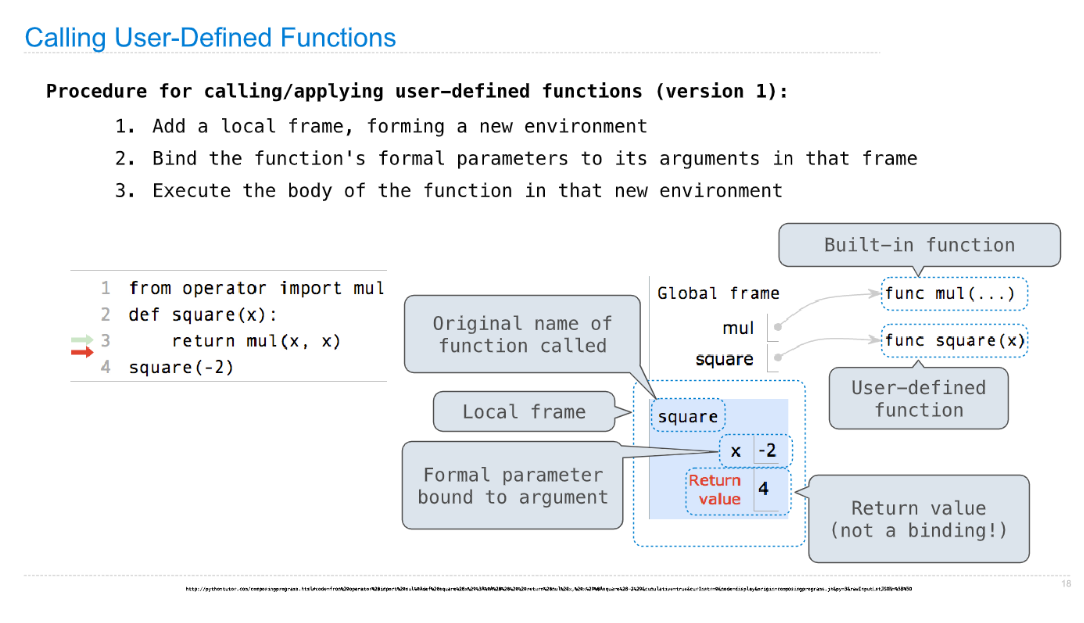 Calling User-Defined Functions
Procedure for calling/applying user-defined functions (version 1):
1. Add a local frame, forming a new environment
2. Bind the function's formal parameters to its arguments in that frame
3. Execute the body of the function in that new environment
1 from operator import mul
2 def square(x):
3 return mul(x, x)
4 square(-2)
Built-in function
Global frame
func mul(...)
mul
func square(x)
square
User-defined
function
Original name of
function called
Local frame
square
Formal parameter
bound to argument
x -2
Return
value
4
Return value
(not a binding!)
18